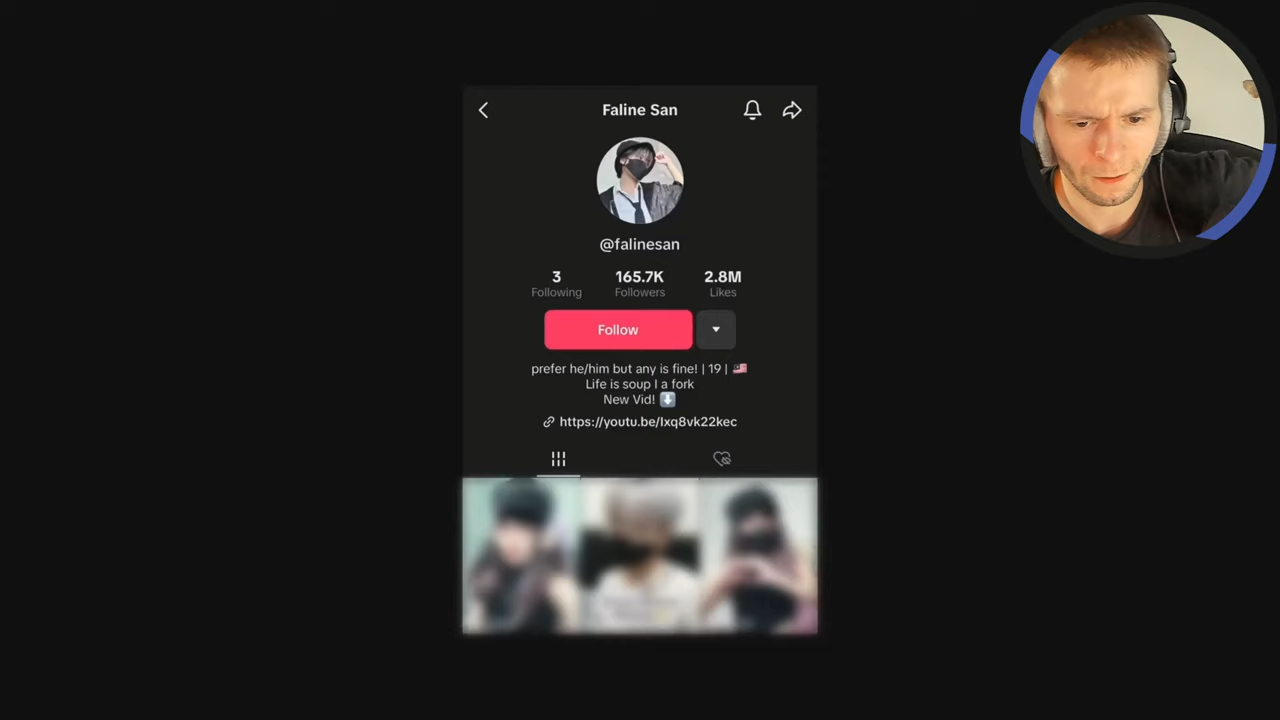 Faline San
@falinesan
3 165.7K 2.8M
Following Followers Likes
Follow
prefer he/him but any is fine! | 19 | 🇲🇾
Life is soup I a fork
New Vid! ⬇️
https://youtu.be/Ixq8vk22kec